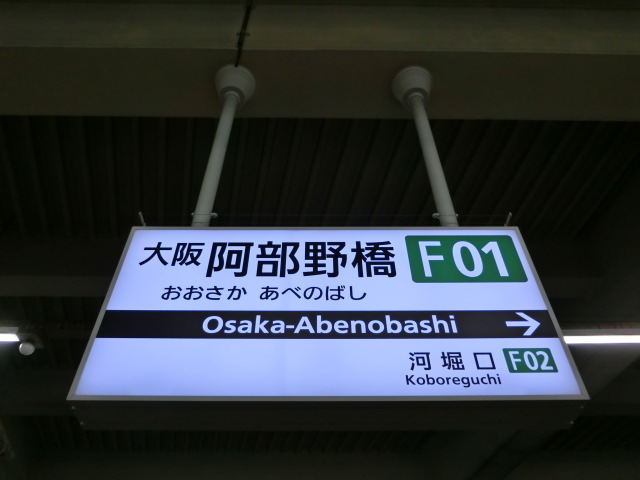 大阪 阿部野橋 F01
おおさか あべのばし
Osaka-Abenobashi →
河堀口 F02
Koboreguchi